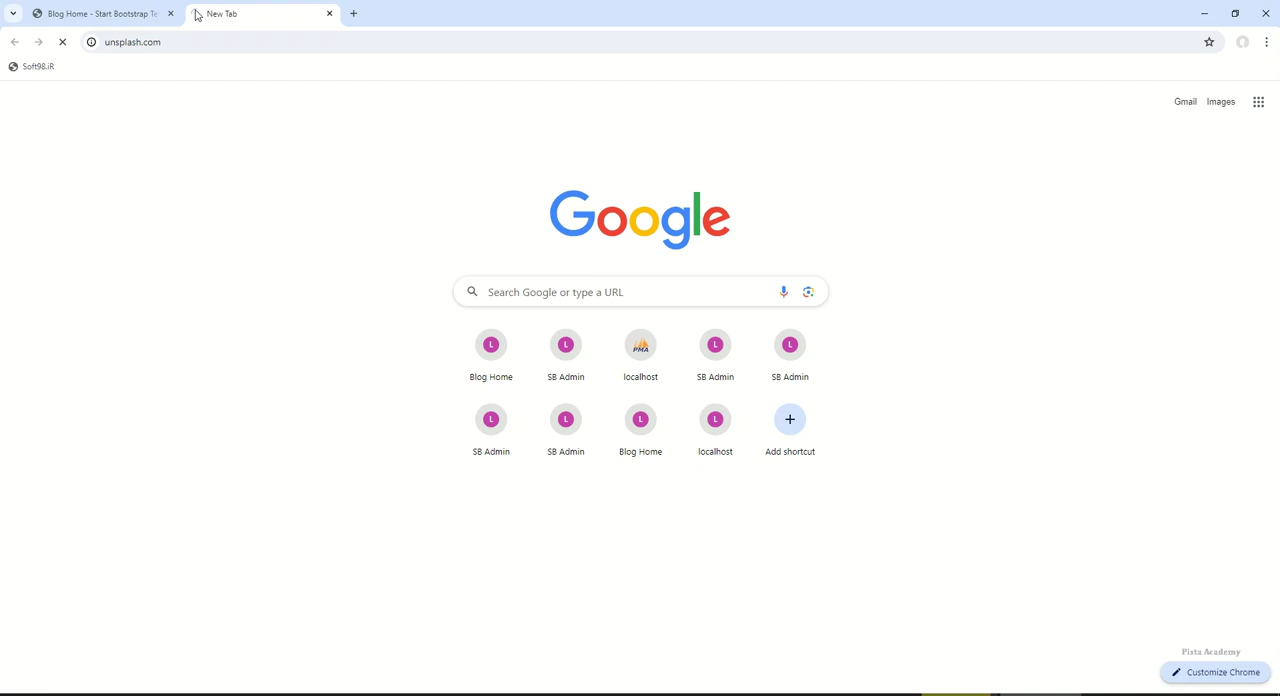 Blog Home - Start Bootstrap Te
New Tab
unsplash.com
Soft98.iR
Gmail
Images
Google
Search Google or type a URL
L
L
PMA
L
L
Blog Home
SB Admin
localhost
SB Admin
SB Admin
L
L
L
L
SB Admin
SB Admin
Blog Home
localhost
Add shortcut
Pista Academy
Customize Chrome